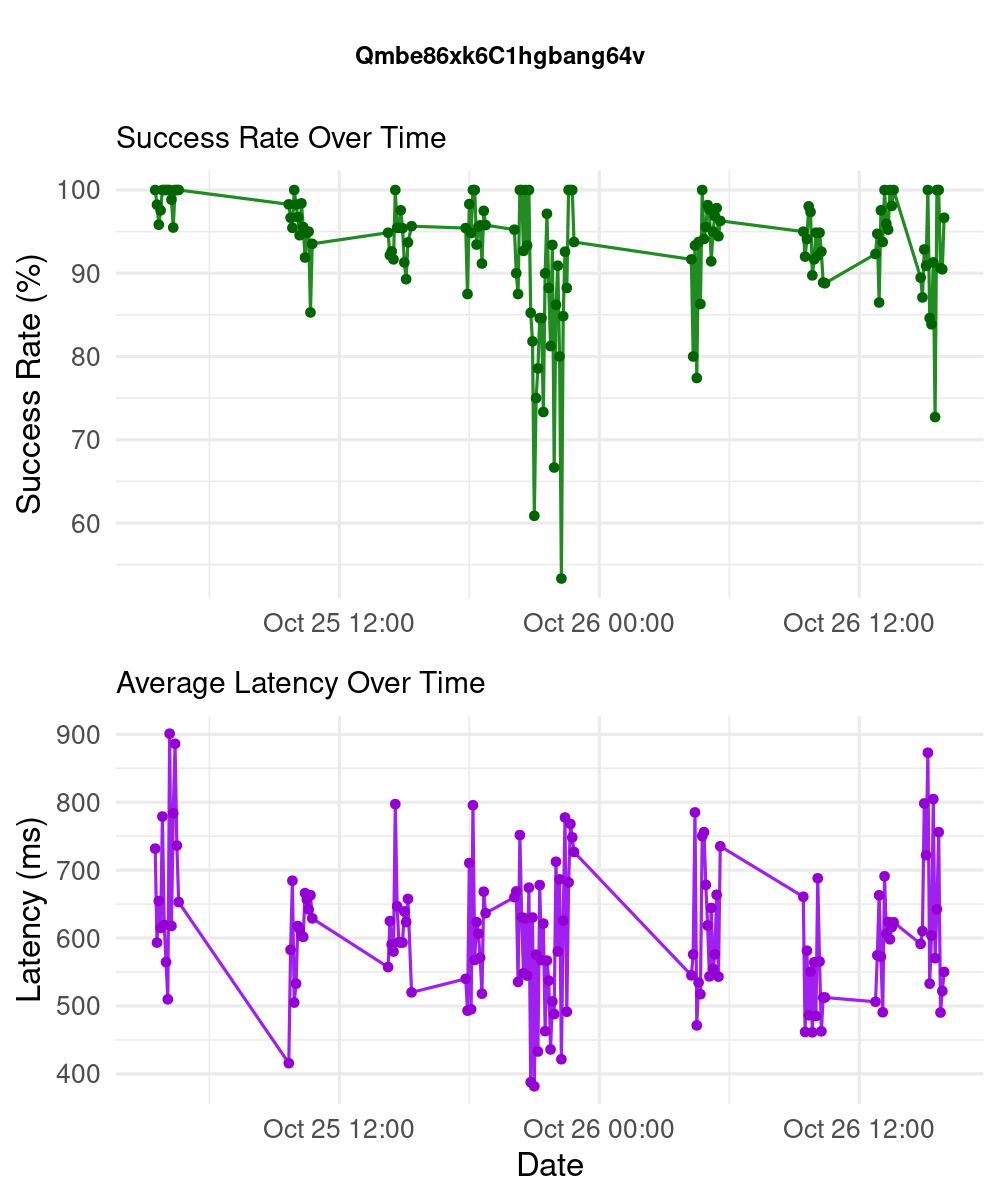 Qmbe86xk6C1hgbang64v
Success Rate Over Time
Success Rate (%)
100
90
80
70
60
Oct 25 12:00 Oct 26 00:00 Oct 26 12:00
Average Latency Over Time
Latency (ms)
900
800
700
600
500
400
Oct 25 12:00 Oct 26 00:00 Oct 26 12:00
Date